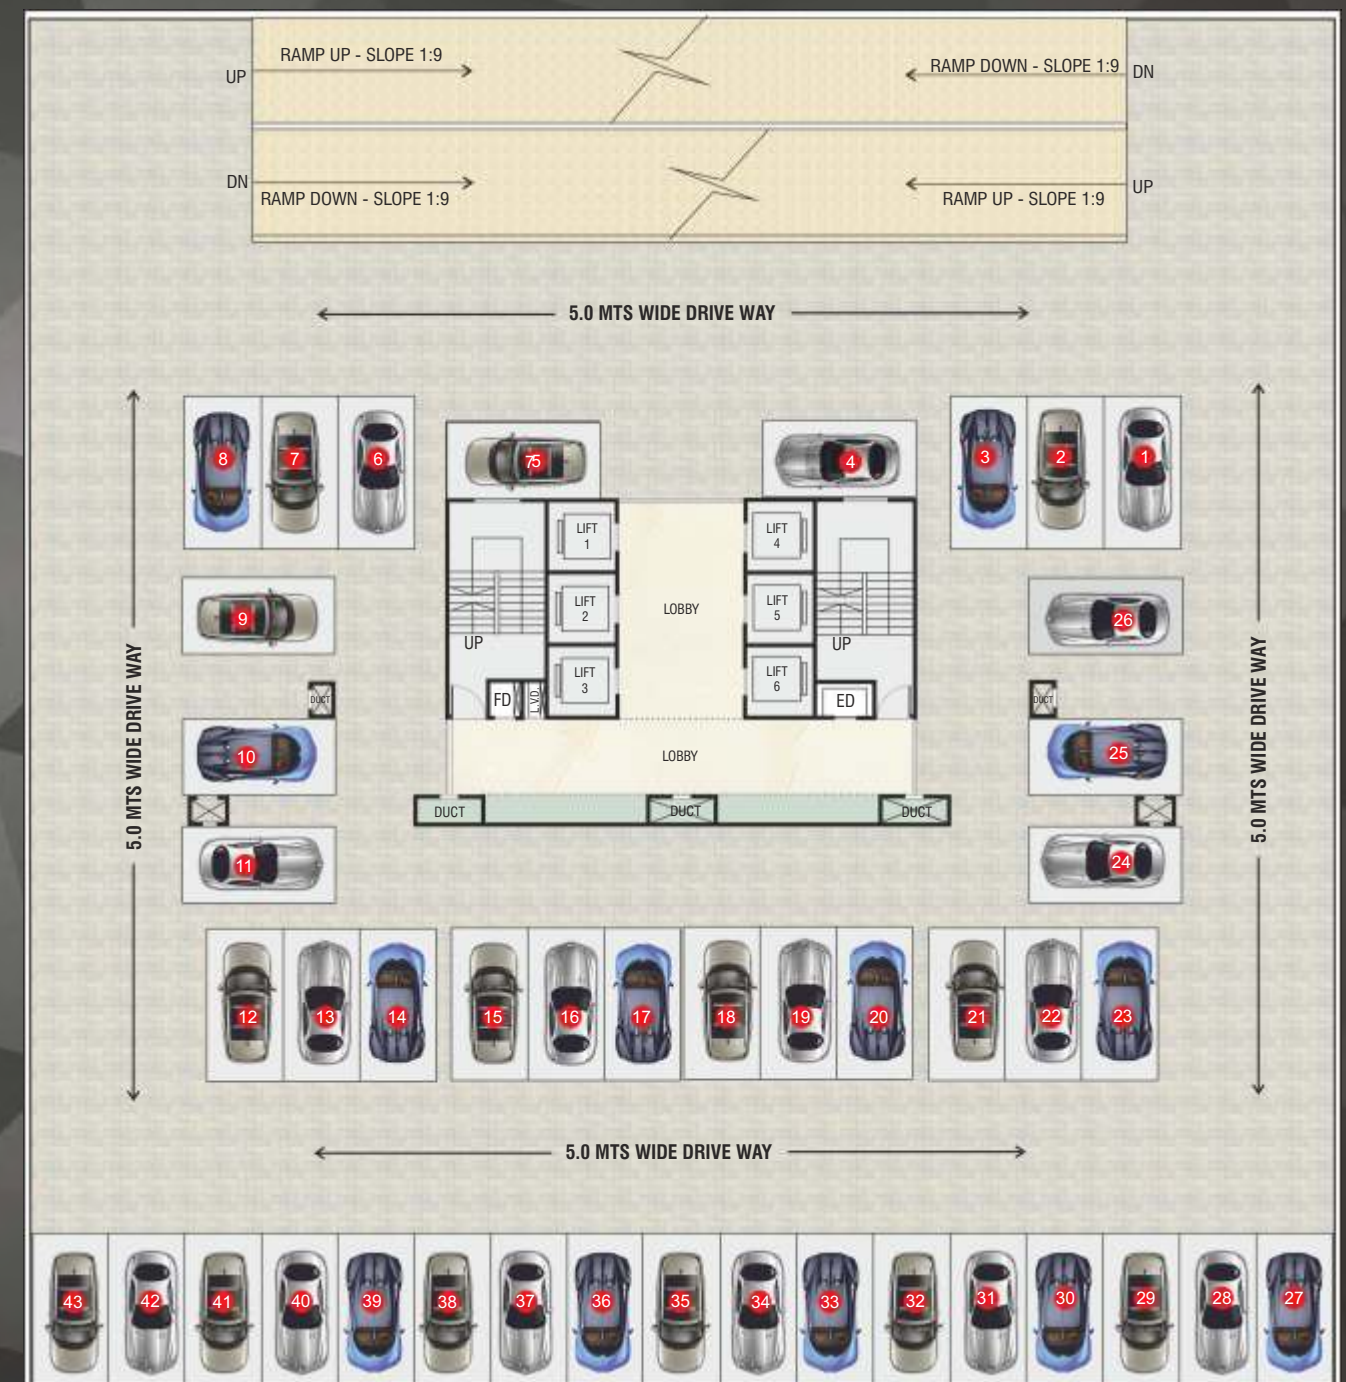 RAMP UP - SLOPE 1:9
UP
RAMP DOWN - SLOPE 1:9
DN
DN
RAMP DOWN - SLOPE 1:9
UP
RAMP UP - SLOPE 1:9
5.0 MTS WIDE DRIVE WAY
8 7 6
75
4
3 2 1
LIFT
1
LIFT
4
9
LIFT
2
LOBBY
LIFT
5
26
UP
UP
5.0 MTS WIDE DRIVE WAY
5.0 MTS WIDE DRIVE WAY
LIFT
3
LIFT
6
DUCT
FD
L.V.D.
ED
DUCT
10
LOBBY
25
DUCT
DUCT
DUCT
11
24
12 13 14 15 16 17 18 19 20 21 22 23
5.0 MTS WIDE DRIVE WAY
43 42 41 40 39 38 37 36 35 34 33 32 31 30 29 28 27